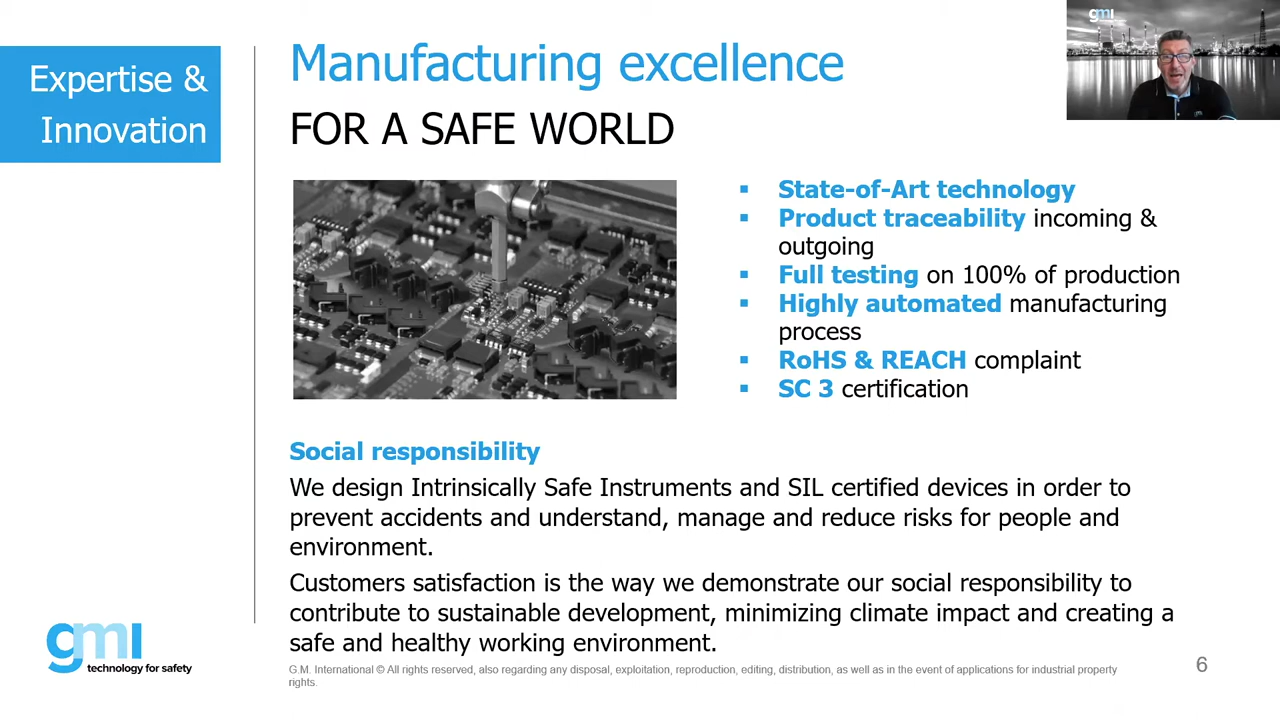 Expertise &
Innovation
Manufacturing excellence
FOR A SAFE WORLD
gmi
▪ State-of-Art technology
▪ Product traceability incoming &
outgoing
▪ Full testing on 100% of production
▪ Highly automated manufacturing
process
▪ RoHS & REACH complaint
▪ SC 3 certification
Social responsibility
We design Intrinsically Safe Instruments and SIL certified devices in order to
prevent accidents and understand, manage and reduce risks for people and
environment.
Customers satisfaction is the way we demonstrate our social responsibility to
contribute to sustainable development, minimizing climate impact and creating a
safe and healthy working environment.
gmi
technology for safety
G.M. International © All rights reserved, also regarding any disposal, exploitation, reproduction, editing, distribution, as well as in the event of applications for industrial property
rights.
6